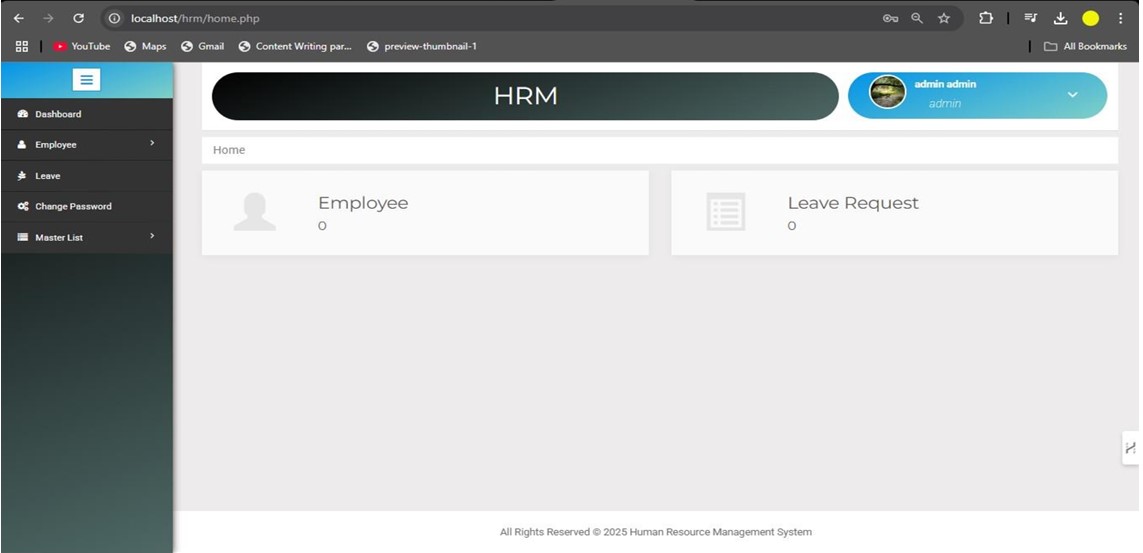 localhost/hrm/home.php
YouTube Maps Gmail Content Writing par... preview-thumbnail-1 All Bookmarks
HRM
admin admin
admin
Dashboard
Employee
Leave
Change Password
Master List
Home
Employee
0
Leave Request
0
All Rights Reserved © 2025 Human Resource Management System